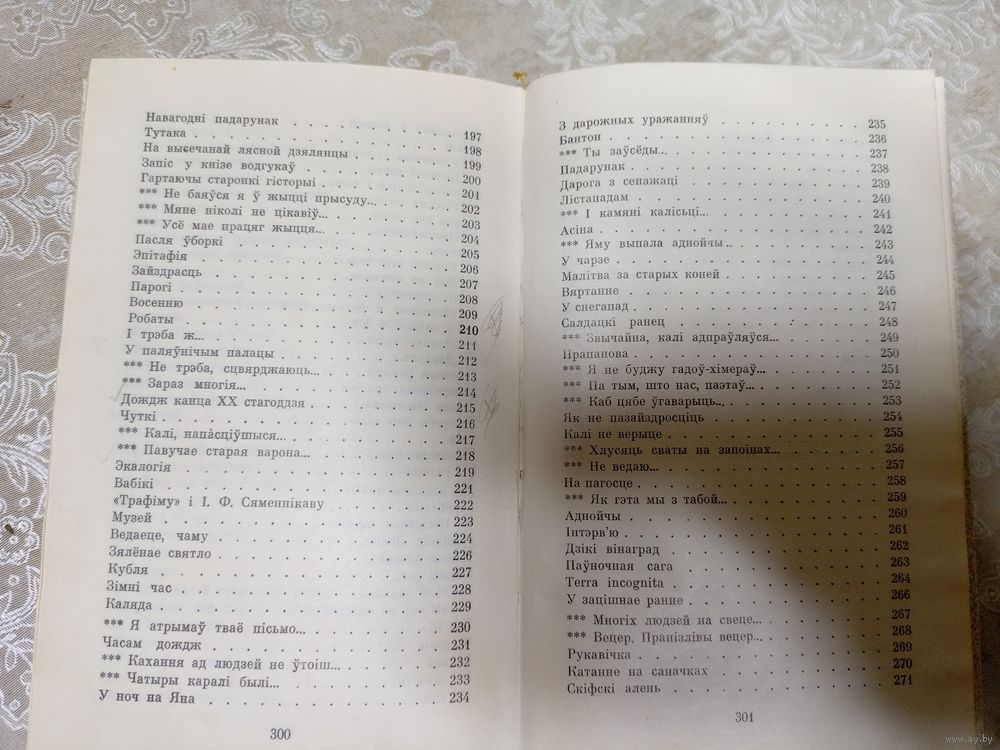 Навагодні падарунак . . . . . . . . 197
Тутака . . . . . . . . . . . . 198
На высечанай лясной дзялянцы . . . . . . 199
Запіс у кнізе водгукаў . . . . . . . . 200
Гартаючы старонкі гісторыі . . . . . . . 201
*** Не баяўся я ў жыцці прысуду... . . . . . 202
*** Мяне ніколі не цікавіў... . . . . . . 203
*** Усё мае працяг жыцця... . . . . . . 204
Пасля ўборкі . . . . . . . . . . 205
Эпітафія . . . . . . . . . . . 206
Зайздрасць . . . . . . . . . . 207
Парогі . . . . . . . . . . . . 208
Восенню . . . . . . . . . . . 209
Робаты . . . . . . . . . . . . 210
І трэба ж... . . . . . . . . . . 211
У паляўнічым палацы . . . . . . . . 212
*** Не трэба, сцвярджаюць... . . . . . . 213
*** Зараз многія... . . . . . . . . 214
Дождж канца XX стагоддзя . . . . . . . 215
Чуткі . . . . . . . . . . . . 216
*** Калі, напасціўшыся... . . . . . . . 217
*** Павучае старая варона... . . . . . . 218
Экалогія . . . . . . . . . . . 219
Вабікі . . . . . . . . . . . . 221
«Трафіму» і І. Ф. Сяменнікаву . . . . . . 222
Музей . . . . . . . . . . . . 223
Ведаеце, чаму . . . . . . . . . . 224
Зялёнае святло . . . . . . . . . . 226
Кубля . . . . . . . . . . . . 227
Зімні час . . . . . . . . . . . 228
Каляда . . . . . . . . . . . . 229
*** Я атрымаў тваё пісьмо... . . . . . . 230
Часам дождж . . . . . . . . . . 231
*** Кахання ад людзей не ўтоіш... . . . . . 232
*** Чатыры каралі былі... . . . . . . . 233
У ноч на Яна . . . . . . . . . . 234
300
З дарожных уражанняў . . . . . . . . 235
Бантон . . . . . . . . . . . . 236
*** Ты заўсёды... . . . . . . . . . 237
Падарунак . . . . . . . . . . . 238
Дарога з сенажаці . . . . . . . . . 239
Лістападам . . . . . . . . . . . 240
*** І камяні калісьці... . . . . . . . . 241
Асіна . . . . . . . . . . . . 242
*** Яму выпала аднойчы... . . . . . . . 243
У чарзе . . . . . . . . . . . . 244
Малітва за старых коней . . . . . . . 245
Вяртанне . . . . . . . . . . . 246
У снегапад . . . . . . . . . . . 247
Салдацкі ранец . . . . . . . . . . 248
*** Звычайна, калі адпраўляўся... . . . . . 249
Прапанова . . . . . . . . . . . 250
*** Я не буджу гадоў-хімераў... . . . . . . 251
*** Па тым, што нас, паэтаў... . . . . . . 252
*** Каб цябе ўгаварыць... . . . . . . . 253
Як не пазайздросціць . . . . . . . . 254
Калі не верыце . . . . . . . . . . 255
*** Хлусяць сваты на запоінах... . . . . . . 256
*** Не ведаю... . . . . . . . . . . 257
На пагосце . . . . . . . . . . . 258
*** Як гэта мы з табой... . . . . . . . 259
Аднойчы . . . . . . . . . . . 260
Інтэрв’ю . . . . . . . . . . . . 261
Дзікі вінаград . . . . . . . . . . 262
Паўночная сага . . . . . . . . . . 263
Terra incognita . . . . . . . . . . 264
У зацішнае ранне . . . . . . . . . 266
*** Многіх людзей на свеце... . . . . . . 267
*** Вецер. Пранізлівы вецер... . . . . . . 268
Рукавічка . . . . . . . . . . . 269
Катанне на саначках . . . . . . . . 270
Скіфскі алень . . . . . . . . . . 271
301
www.ay.by